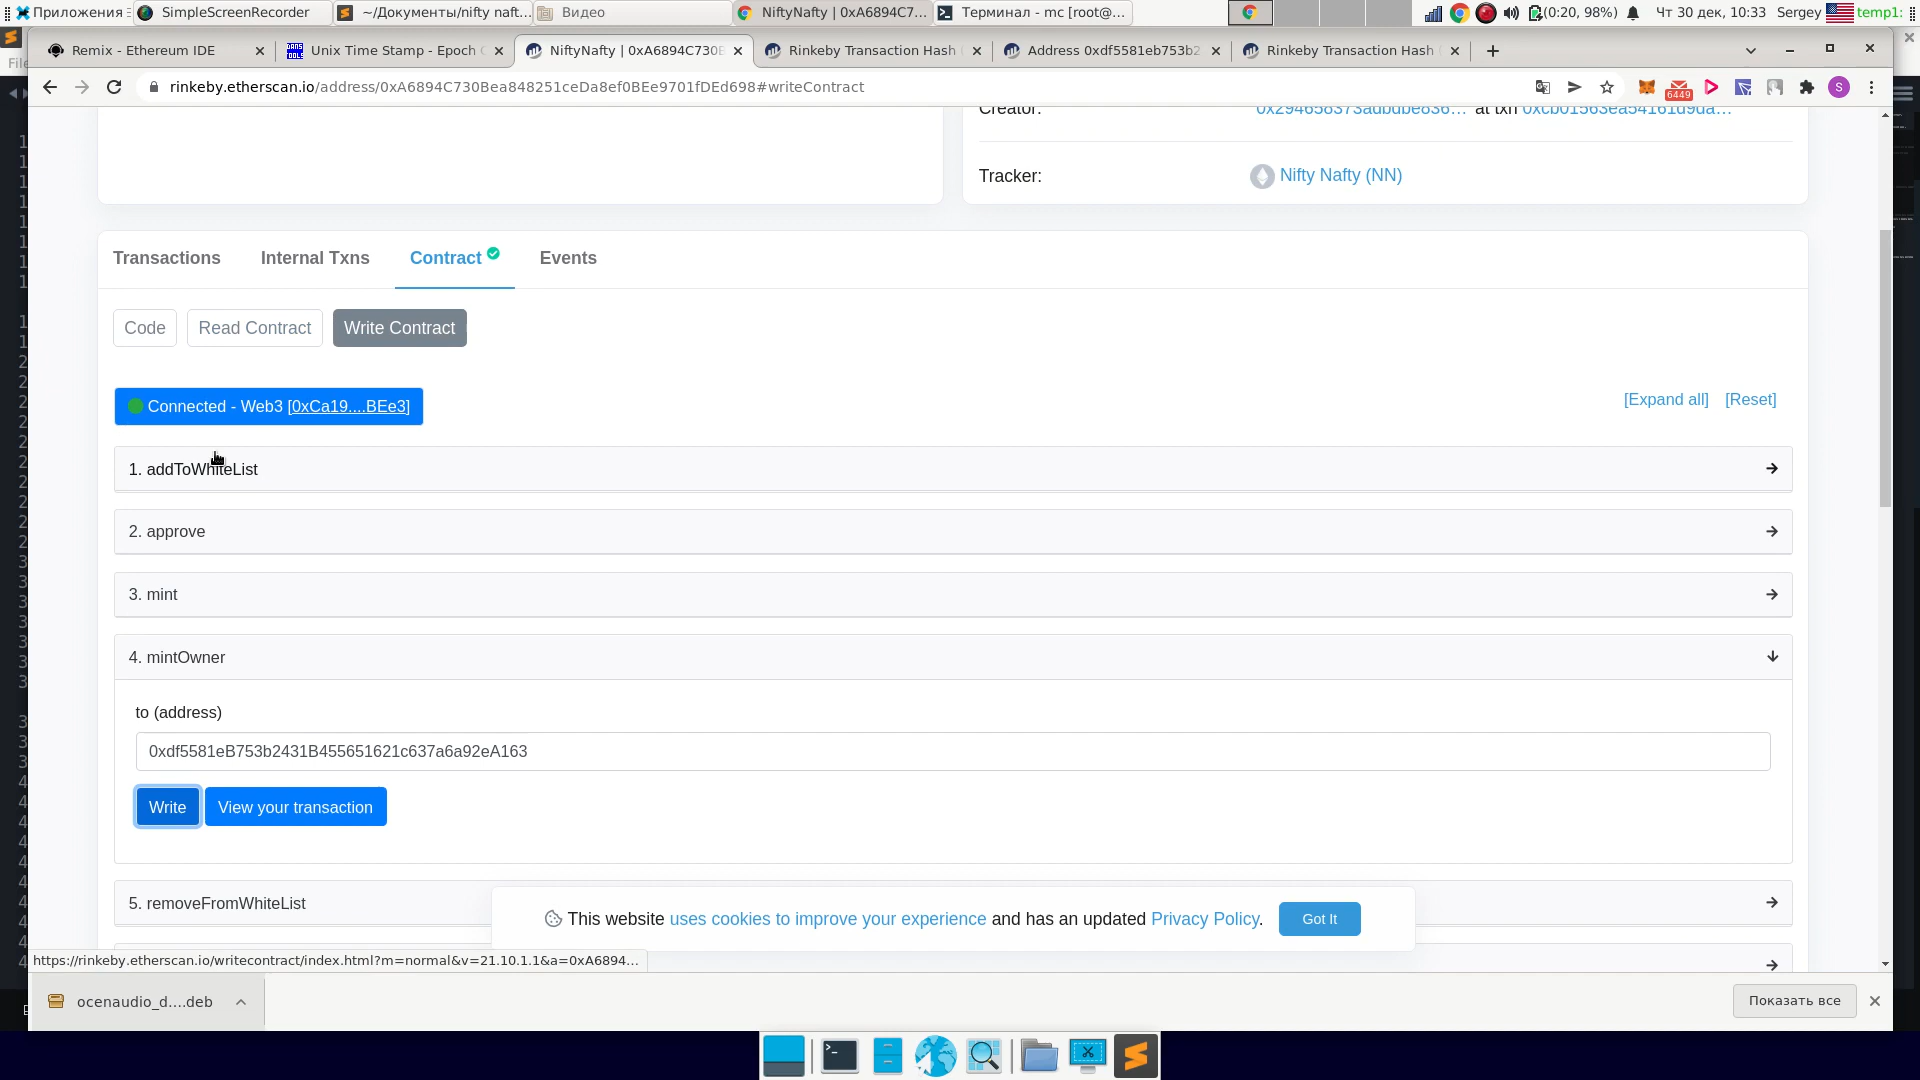 Приложения
SimpleScreenRecorder
~/Документы/nifty naft...
Видео
NiftyNafty | 0xA6894C7...
Терминал - mc [root@...
(0:20, 98%)
Чт 30 дек, 10:33
Sergey
temp1:
Remix - Ethereum IDE
Unix Time Stamp - Epoch
NiftyNafty | 0xA6894C730
Rinkeby Transaction Hash
Address 0xdf5581eb753b2
Rinkeby Transaction Hash
rinkeby.etherscan.io/address/0xA6894C730Bea848251ceDa8ef0BEe9701fDEd698#writeContract
6449
S
Creator:
0x294658373adbdbe836... at txn 0xcb01563ea54161d9da...
Tracker:
Nifty Nafty (NN)
Transactions
Internal Txns
Contract
Events
Code
Read Contract
Write Contract
Connected - Web3 [0xCa19....BEe3]
[Expand all]
[Reset]
1. addToWhiteList
2. approve
3. mint
4. mintOwner
to (address)
0xdf5581eB753b2431B455651621c637a6a92eA163
Write
View your transaction
5. removeFromWhiteList
This website uses cookies to improve your experience and has an updated Privacy Policy.
Got It
https://rinkeby.etherscan.io/writecontract/index.html?m=normal&v=21.10.1.1&a=0xA6894...
ocenaudio_d....deb
Показать все